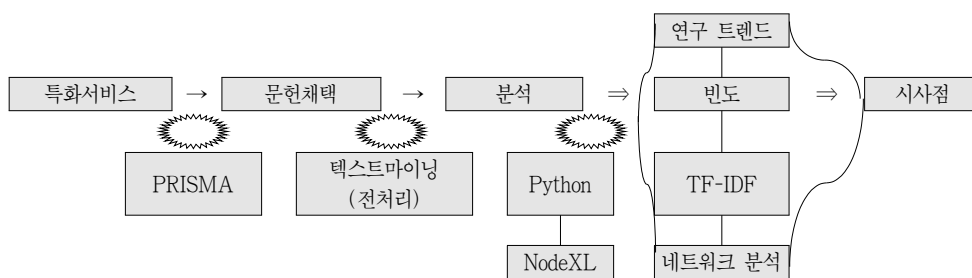 연구 트렌드
특화서비스 → 문헌채택 → 분석 ⇒ 빈도 ⇒ 시사점
PRISMA
텍스트마이닝
(전처리)
Python
TF-IDF
NodeXL
네트워크 분석